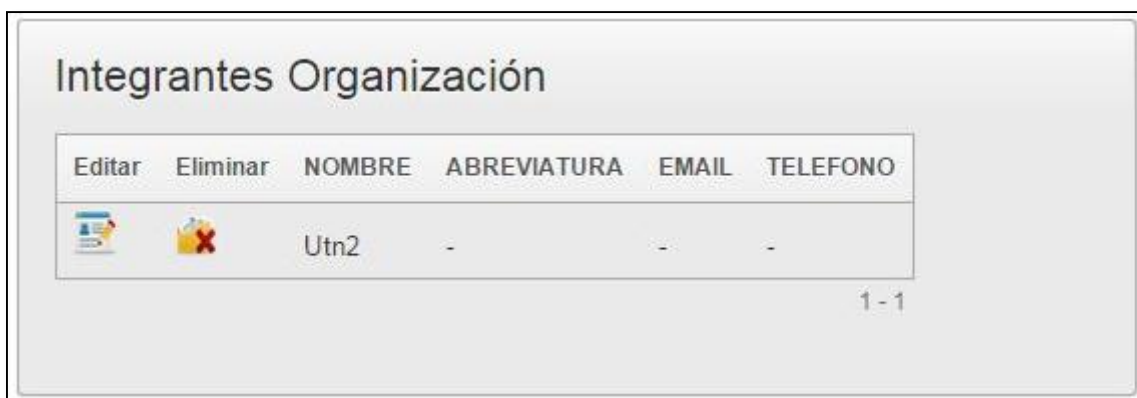 Integrantes Organización
Editar Eliminar NOMBRE ABREVIATURA EMAIL TELEFONO
Utn2 - - -
1 - 1